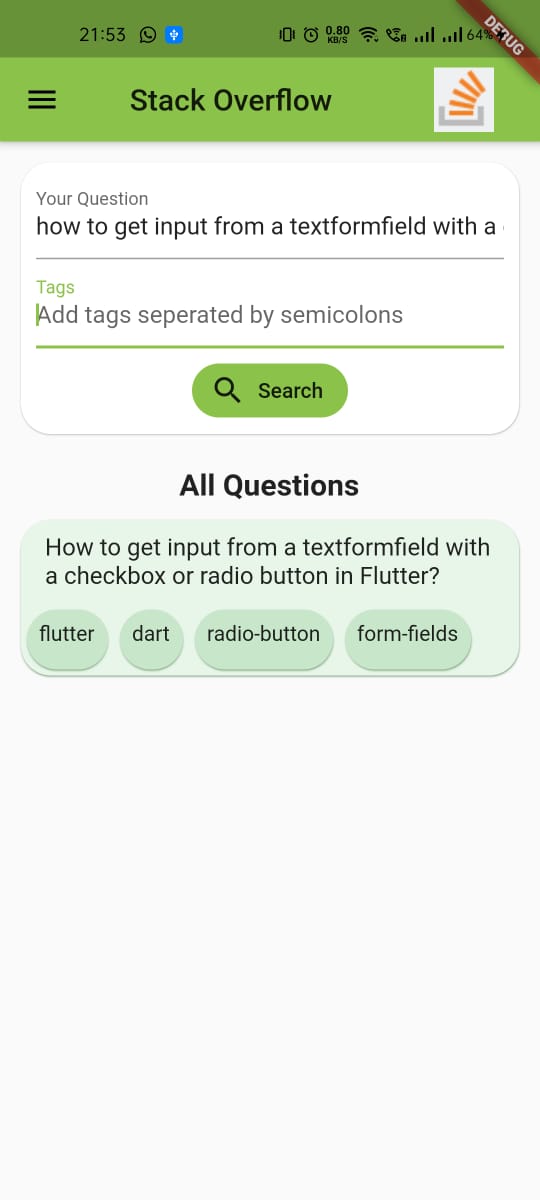 21:53
0.80
KB/S
64%
DEBUG
Stack Overflow
Your Question
how to get input from a textformfield with a
Tags
Add tags seperated by semicolons
Search
All Questions
How to get input from a textformfield with
a checkbox or radio button in Flutter?
flutter dart radio-button form-fields